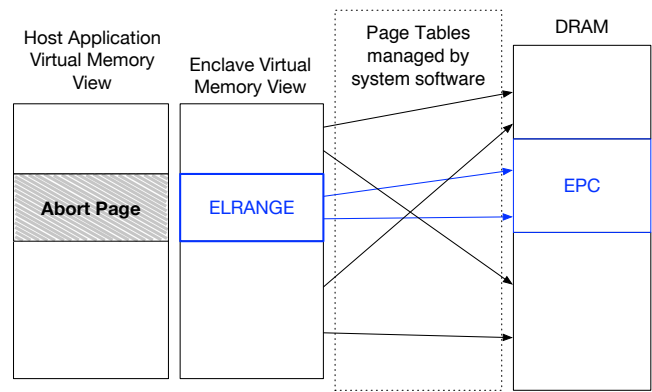 Host Application
Virtual Memory
View
Enclave Virtual
Memory View
Page Tables
managed by
system software
DRAM
Abort Page
ELRANGE
EPC